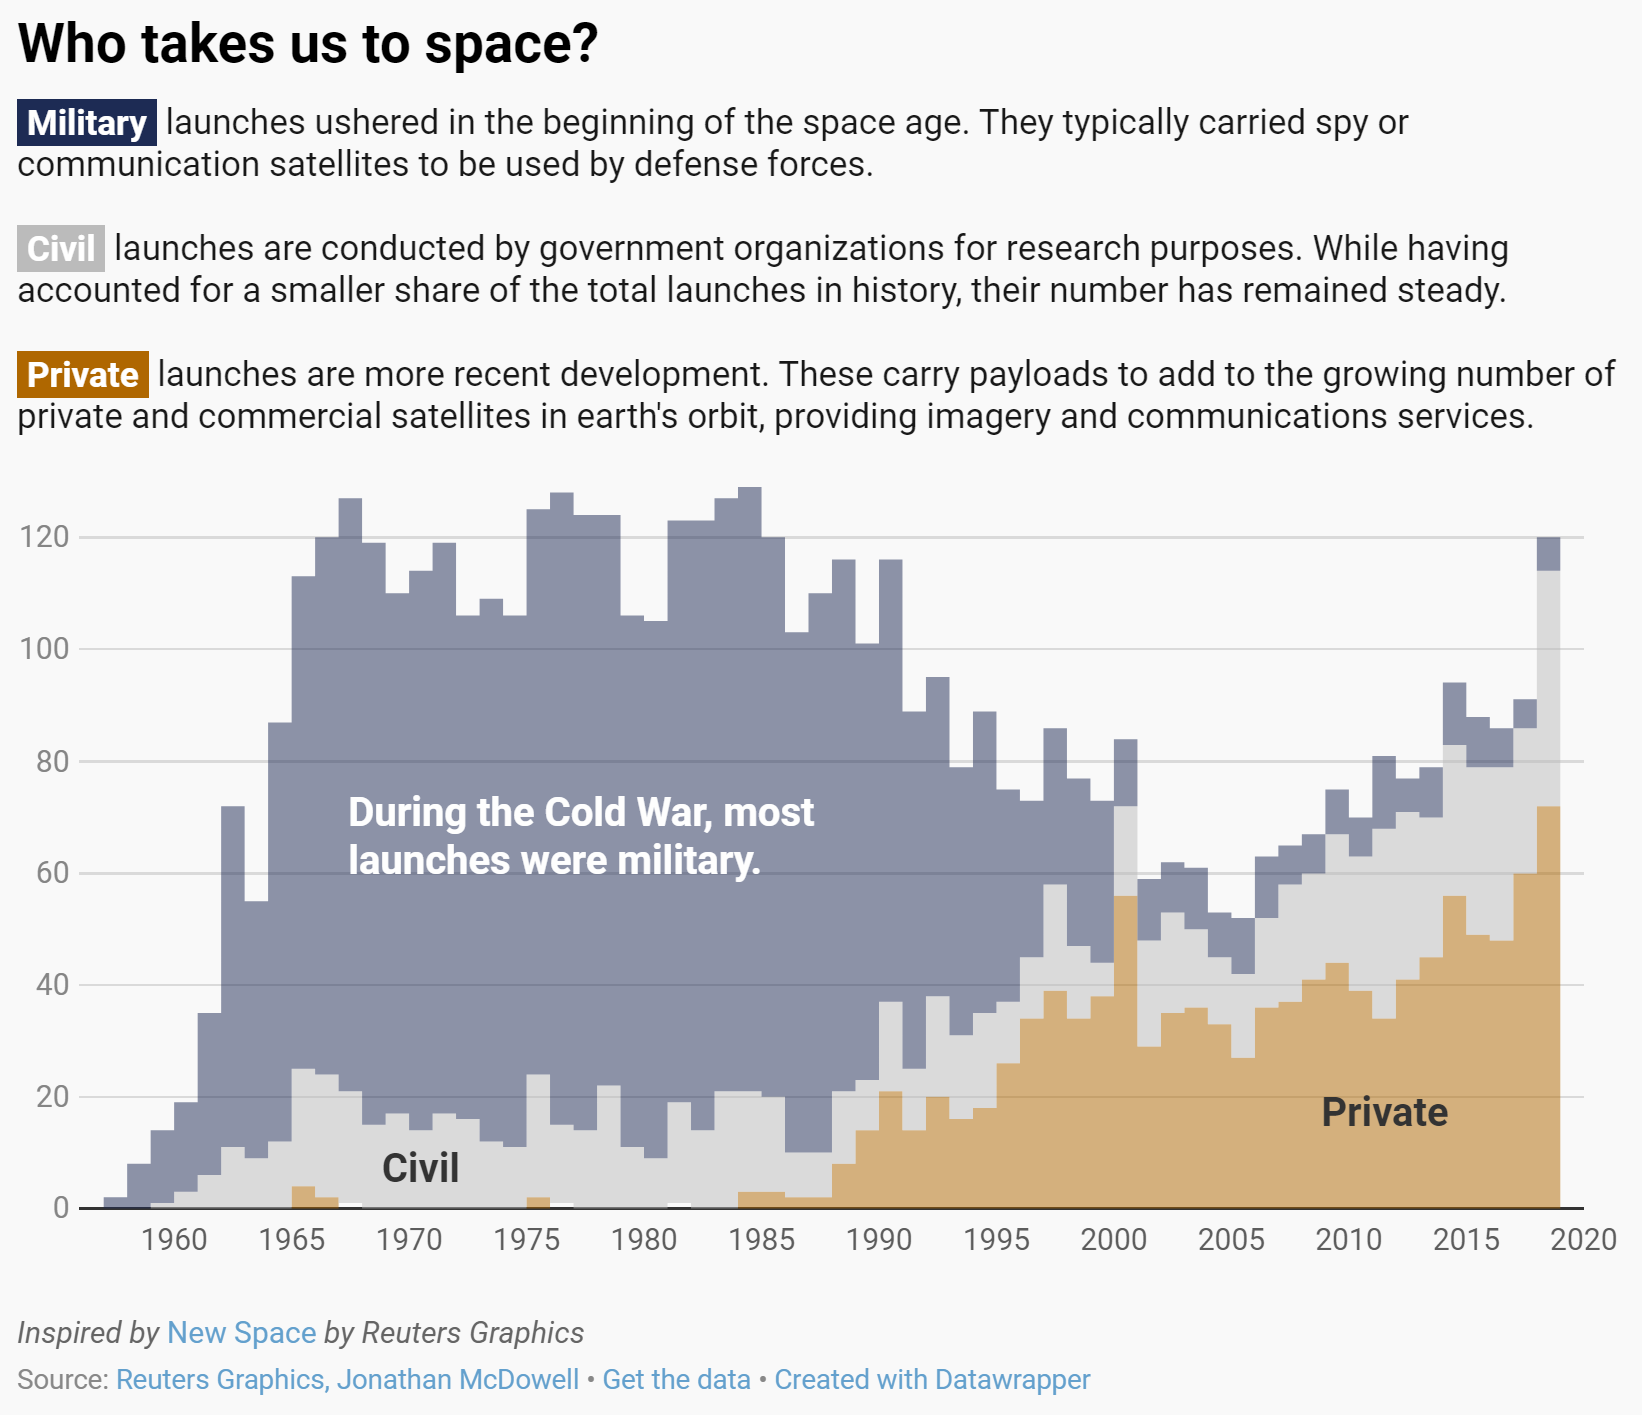 Who takes us to space?
Military launches ushered in the beginning of the space age. They typically carried spy or
communication satellites to be used by defense forces.
Civil launches are conducted by government organizations for research purposes. While having
accounted for a smaller share of the total launches in history, their number has remained steady.
Private launches are more recent development. These carry payloads to add to the growing number of
private and commercial satellites in earth's orbit, providing imagery and communications services.
120
100
80
During the Cold War, most
launches were military.
60
40
20
Private
Civil
0
1960 1965 1970 1975 1980 1985 1990 1995 2000 2005 2010 2015 2020
Inspired by New Space by Reuters Graphics
Source: Reuters Graphics, Jonathan McDowell • Get the data • Created with Datawrapper